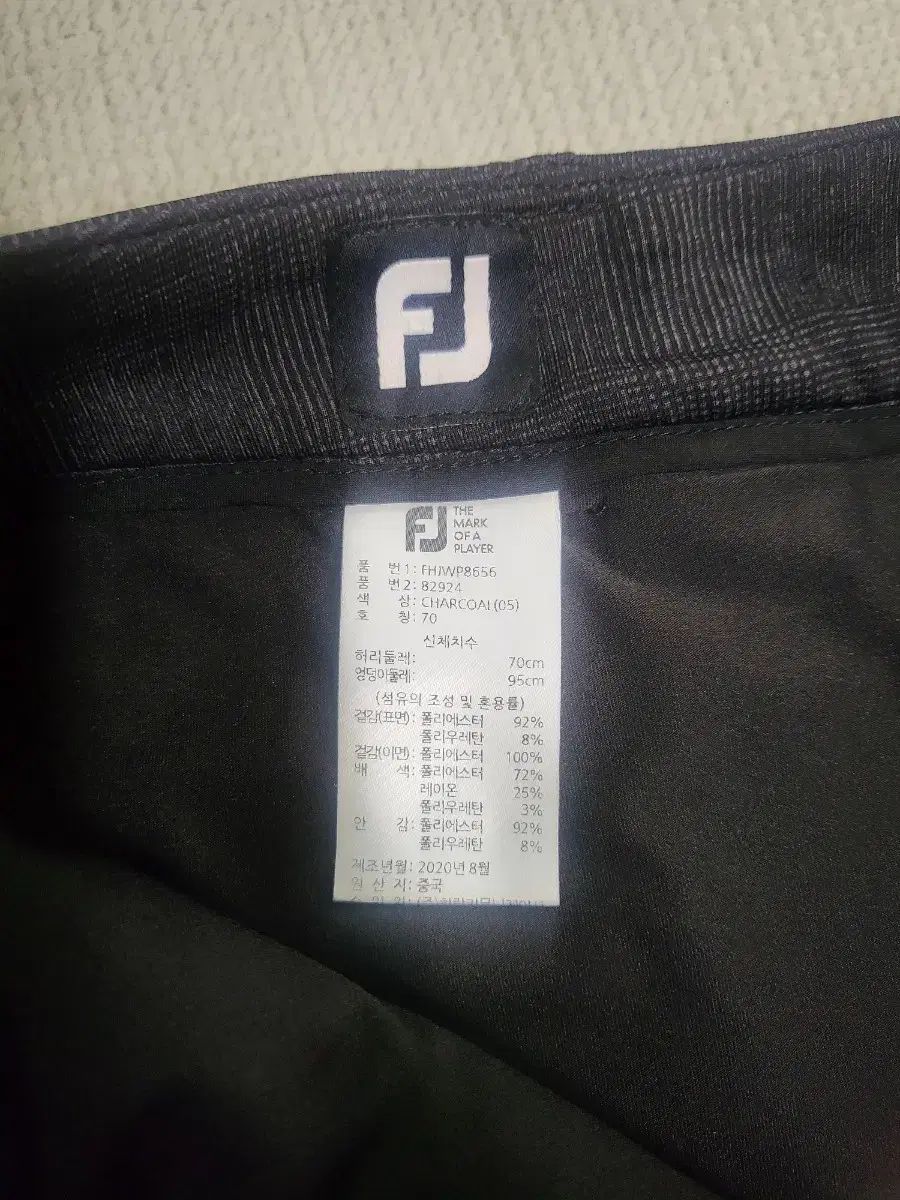 FJ
FJ THE
MARK
OF A
PLAYER
품 번1: FHJWP8656
품 번2: 82924
색 상: CHARCOAL(05)
호 칭: 70
신체치수
허리둘레: 70cm
엉덩이둘레: 95cm
(섬유의 조성 및 혼용률)
겉감(표면): 폴리에스터 92%
폴리우레탄 8%
겉감(이면): 폴리에스터 100%
배 색: 폴리에스터 72%
레이온 25%
폴리우레탄 3%
안 감: 폴리에스터 92%
폴리우레탄 8%
제조년월: 2020년 8월
원 산 지: 중국